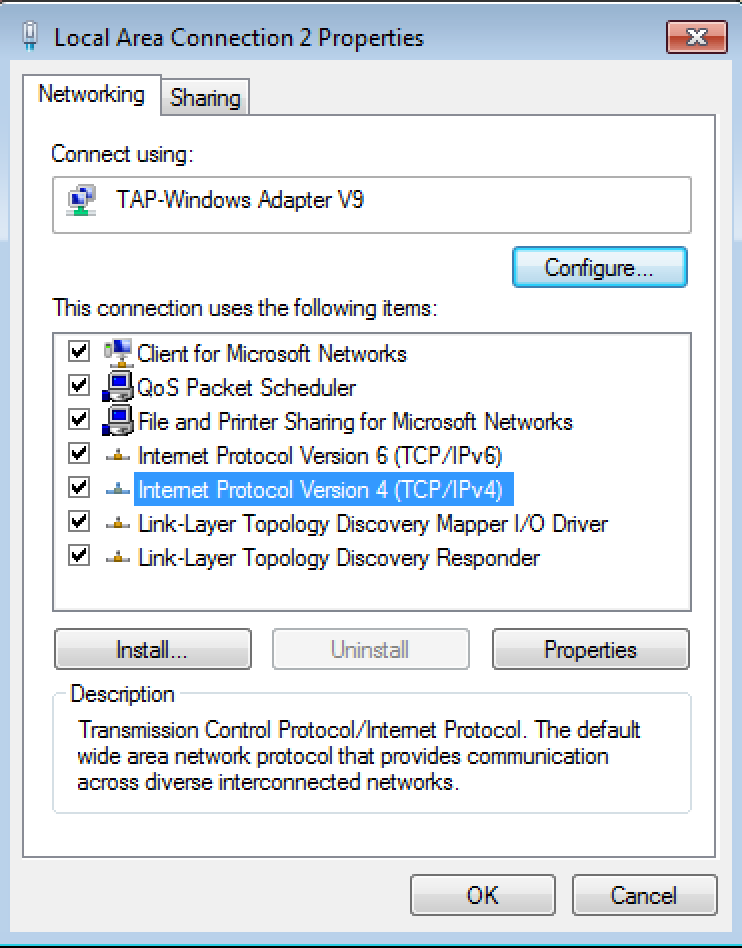 Local Area Connection 2 Properties
Networking
Sharing
Connect using:
TAP-Windows Adapter V9
Configure...
This connection uses the following items:
Client for Microsoft Networks
QoS Packet Scheduler
File and Printer Sharing for Microsoft Networks
Internet Protocol Version 6 (TCP/IPv6)
Internet Protocol Version 4 (TCP/IPv4)
Link-Layer Topology Discovery Mapper I/O Driver
Link-Layer Topology Discovery Responder
Install...
Uninstall
Properties
Description
Transmission Control Protocol/Internet Protocol. The default
wide area network protocol that provides communication
across diverse interconnected networks.
OK
Cancel